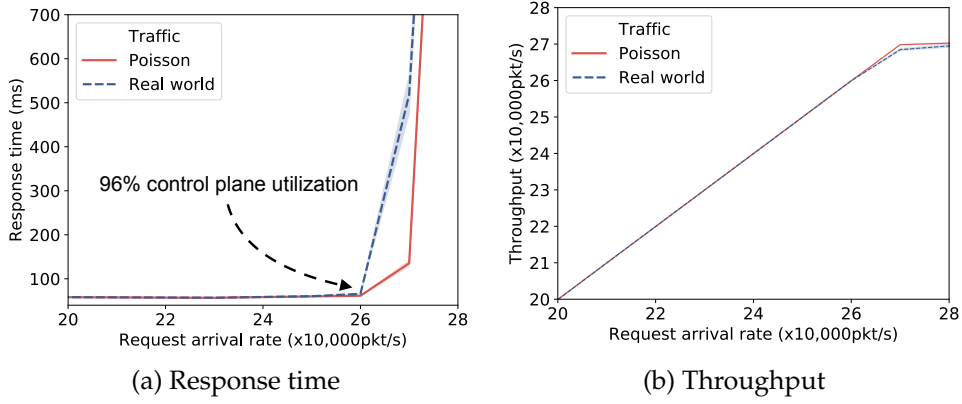 700
600
500
400
300
200
100
Response time (ms)
Traffic
Poisson
Real world
96% control plane utilization
20 22 24 26 28
Request arrival rate (x10,000pkt/s)
(a) Response time
28
27
26
25
24
23
22
21
20
Throughput (x10,000pkt/s)
Traffic
Poisson
Real world
20 22 24 26 28
Request arrival rate (x10,000pkt/s)
(b) Throughput